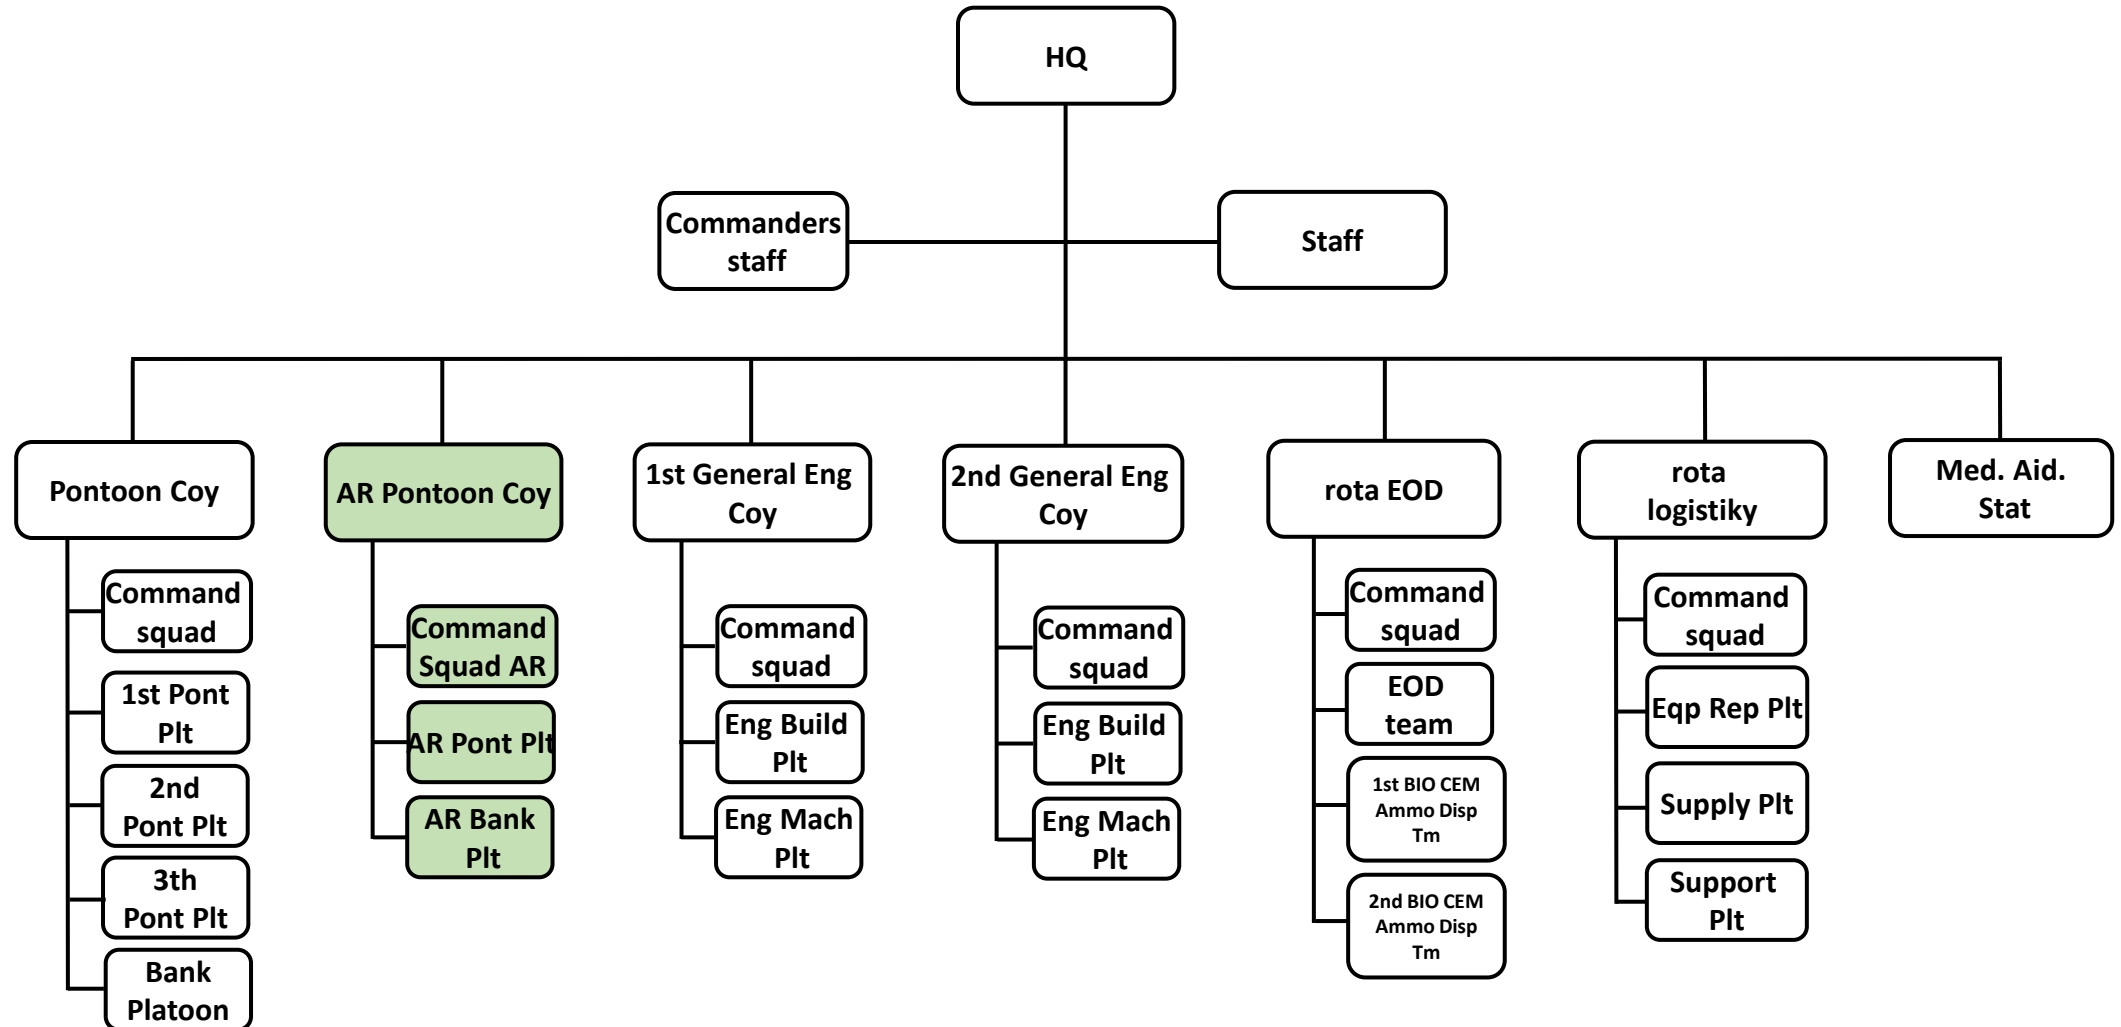 HQ
Commanders
staff
Staff
Pontoon Coy
AR Pontoon Coy
1st General Eng
Coy
2nd General Eng
Coy
rota EOD
rota
logistiky
Med. Aid.
Stat
Command
squad
1st Pont
Plt
2nd
Pont Plt
3th
Pont Plt
Bank
Platoon
Command
Squad AR
AR Pont Plt
AR Bank
Plt
Command
squad
Eng Build
Plt
Eng Mach
Plt
Command
squad
Eng Build
Plt
Eng Mach
Plt
Command
squad
EOD
team
1st BIO CEM
Ammo Disp
Tm
2nd BIO CEM
Ammo Disp
Tm
Command
squad
Eqp Rep Plt
Supply Plt
Support
Plt